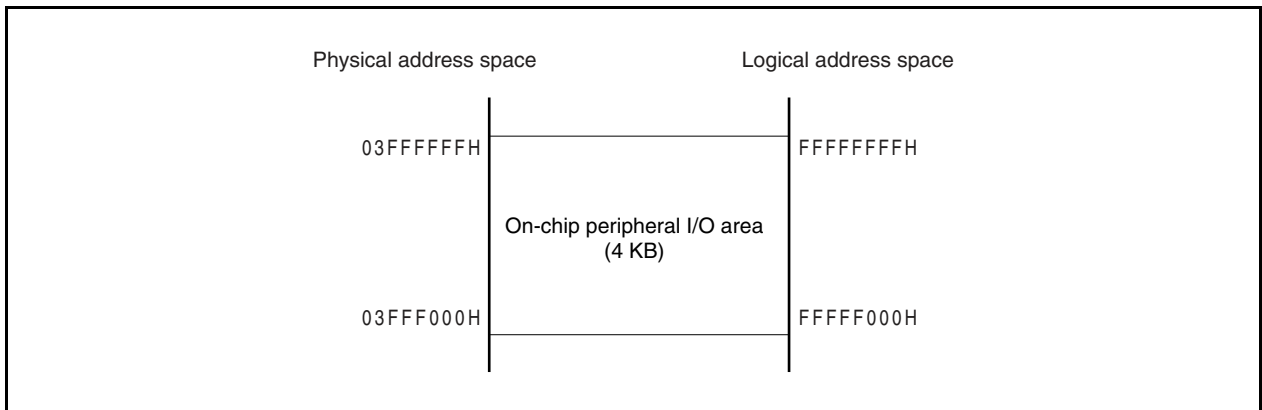 Physical address space
Logical address space
03FFFFFFH
FFFFFFFFH
On-chip peripheral I/O area
(4 KB)
03FFF000H
FFFFF000H